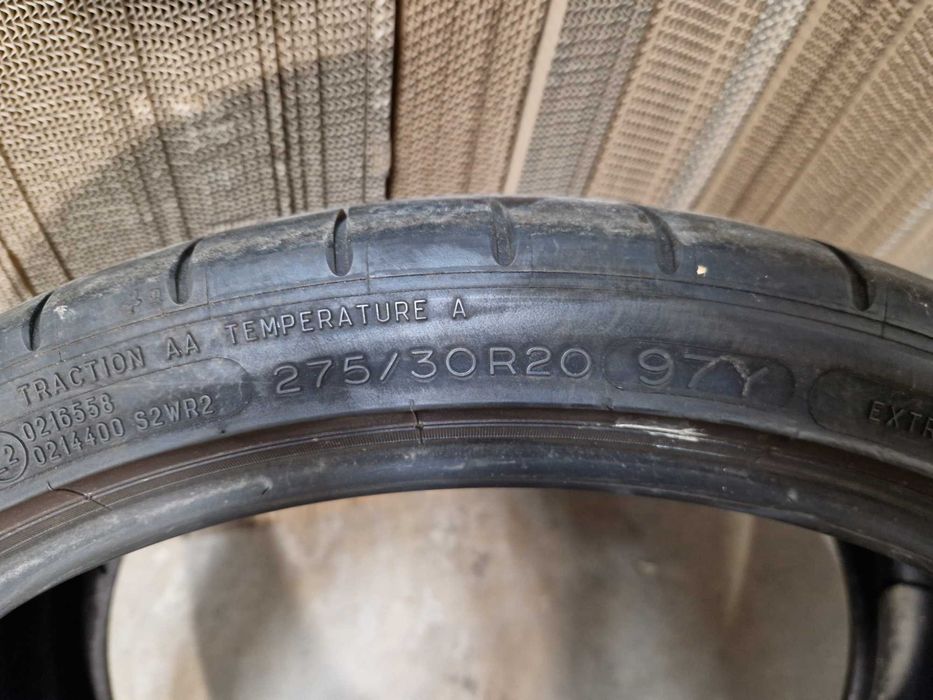 TRACTION AA TEMPERATURE A
275/30R20 97Y
0216558
0214400 S2WR2